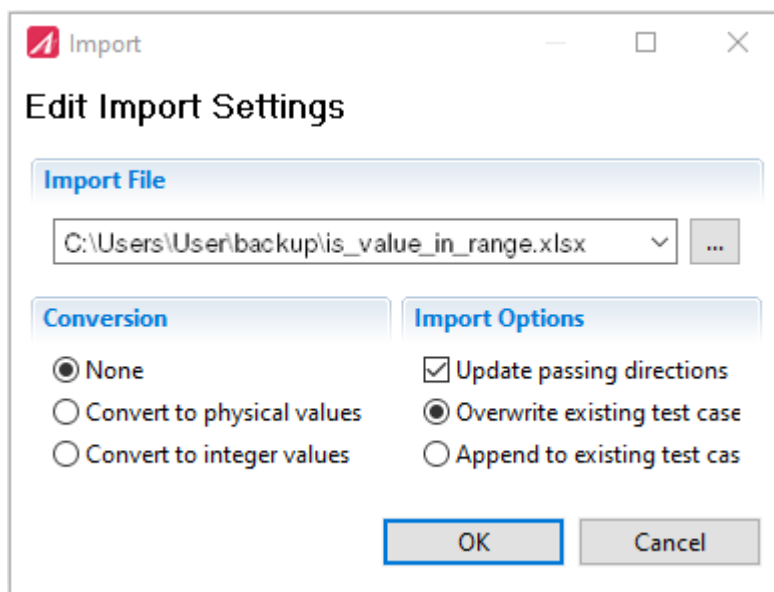 Import
Edit Import Settings
Import File
C:\Users\User\backup\is_value_in_range.xlsx
...
Conversion
None
Convert to physical values
Convert to integer values
Import Options
Update passing directions
Overwrite existing test case
Append to existing test cas
OK
Cancel